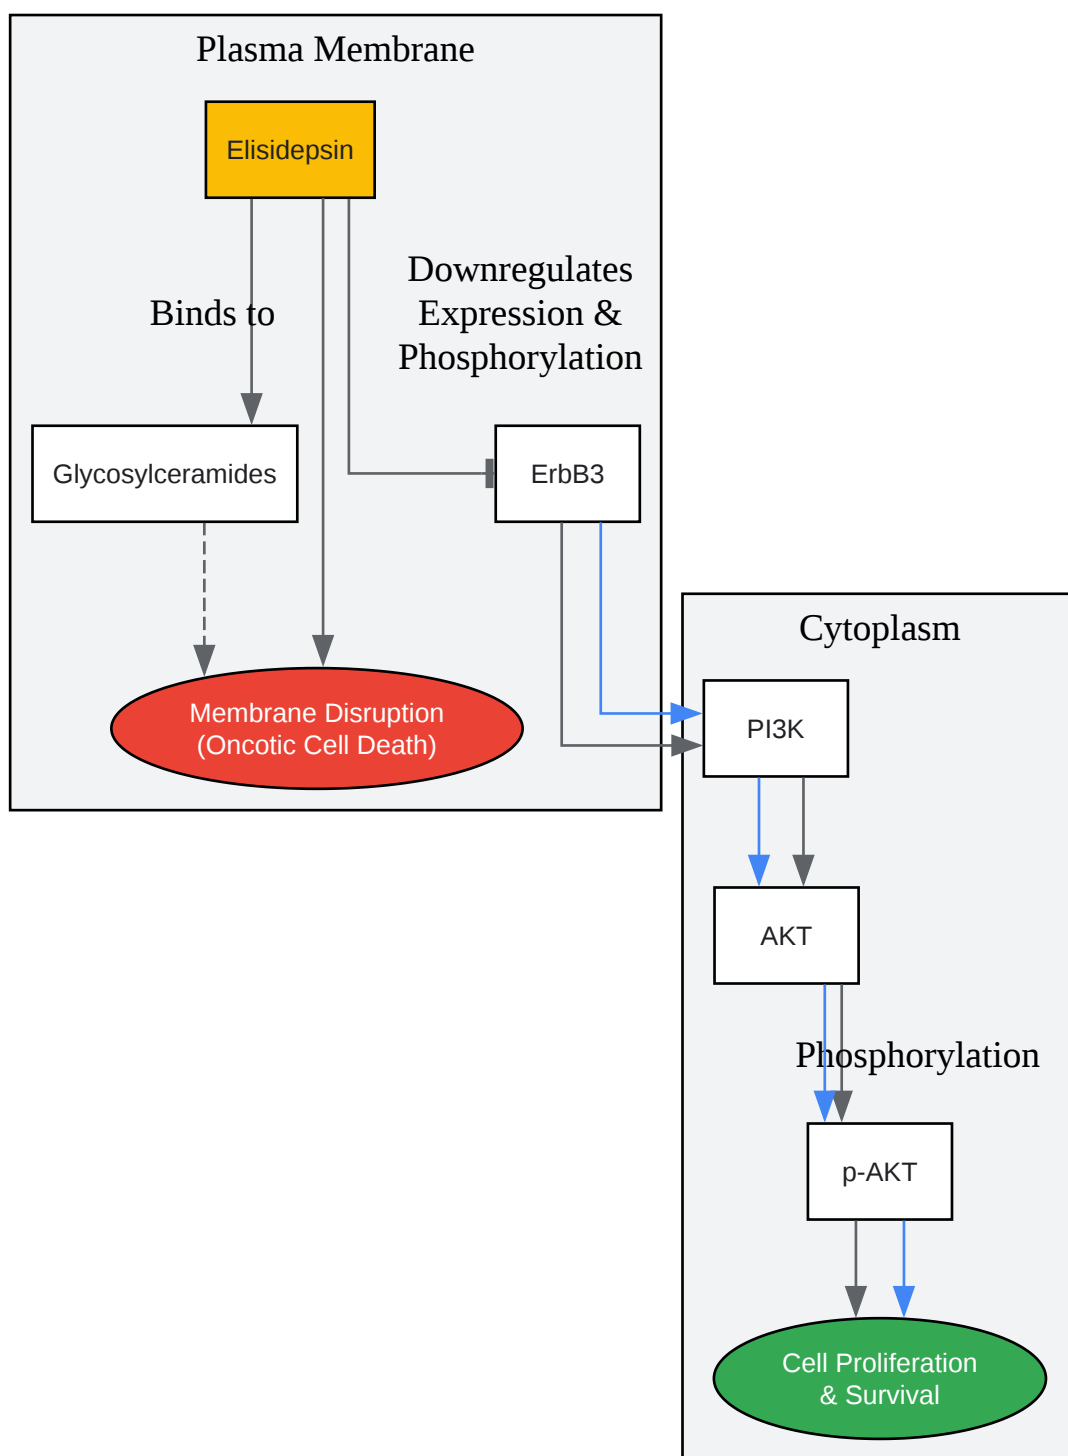 Plasma Membrane
Elisidepsin
Downregulates
Expression &
Phosphorylation
Binds to
Glycosylceramides
ErbB3
Membrane Disruption
(Oncotic Cell Death)
Cytoplasm
PI3K
AKT
Phosphorylation
p-AKT
Cell Proliferation
& Survival